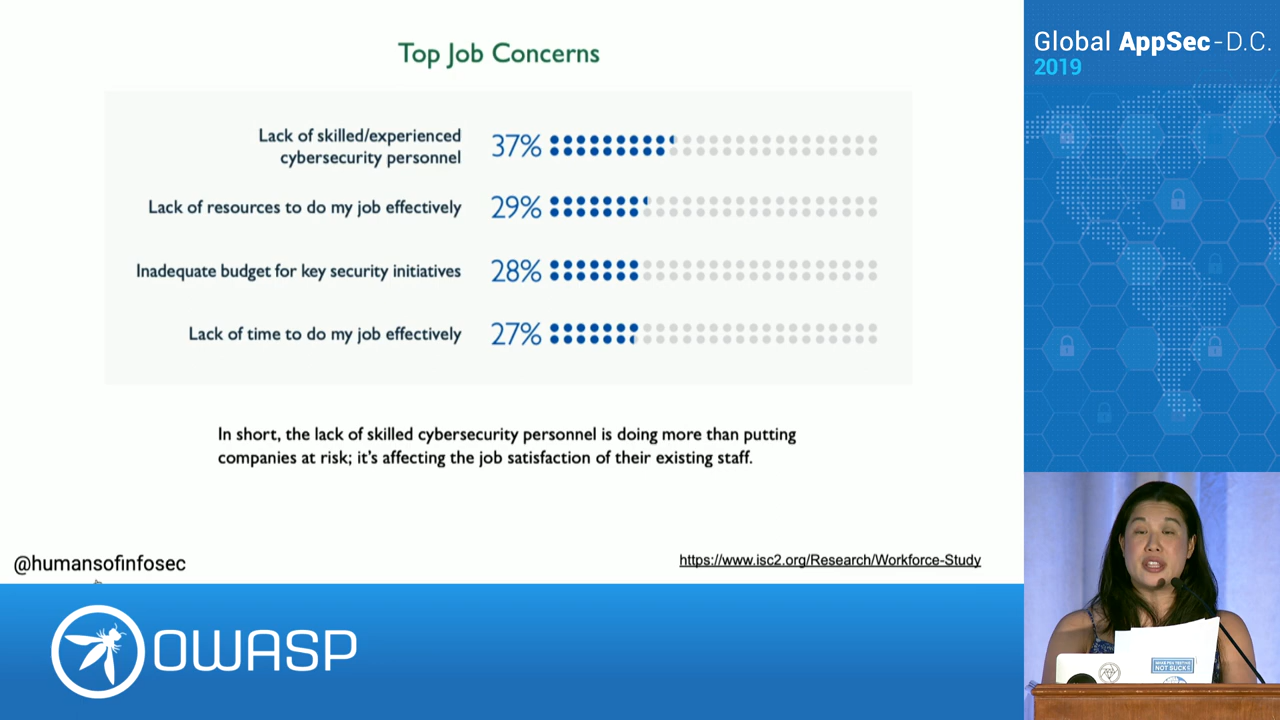 Top Job Concerns
Lack of skilled/experienced
cybersecurity personnel
37%
Lack of resources to do my job effectively
29%
Inadequate budget for key security initiatives
28%
Lack of time to do my job effectively
27%
In short, the lack of skilled cybersecurity personnel is doing more than putting
companies at risk; it's affecting the job satisfaction of their existing staff.
@humansofinfosec
https://www.isc2.org/Research/Workforce-Study
OWASP
Global AppSec - D.C.
2019
NOT SUCK